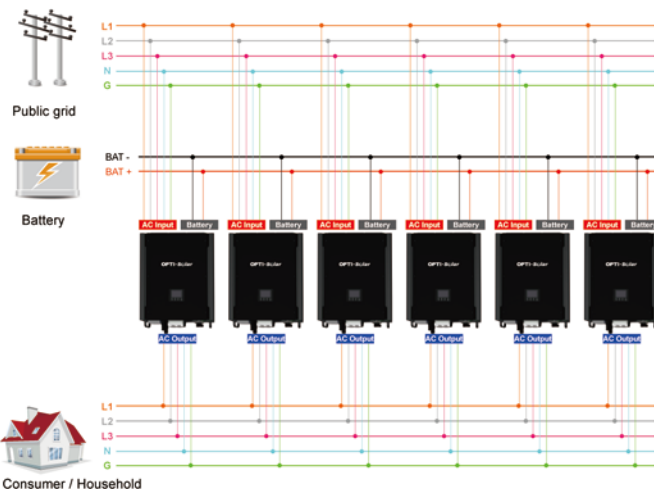 L1
L2
L3
N
G
Public grid
BAT -
BAT +
Battery
AC Input Battery AC Input Battery AC Input Battery AC Input Battery AC Input Battery AC Input Battery
OPTI-Solar OPTI-Solar OPTI-Solar OPTI-Solar OPTI-Solar OPTI-Solar
AC Output AC Output AC Output AC Output AC Output AC Output
L1
L2
L3
N
G
Consumer / Household